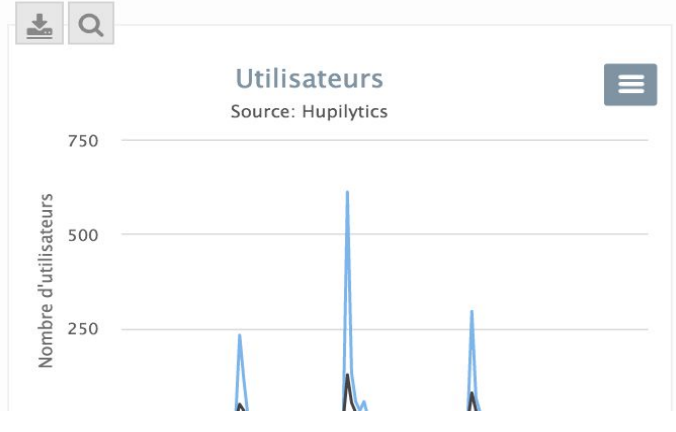 Utilisateurs
Source: Hupilytics
Nombre d'utilisateurs
750
500
250